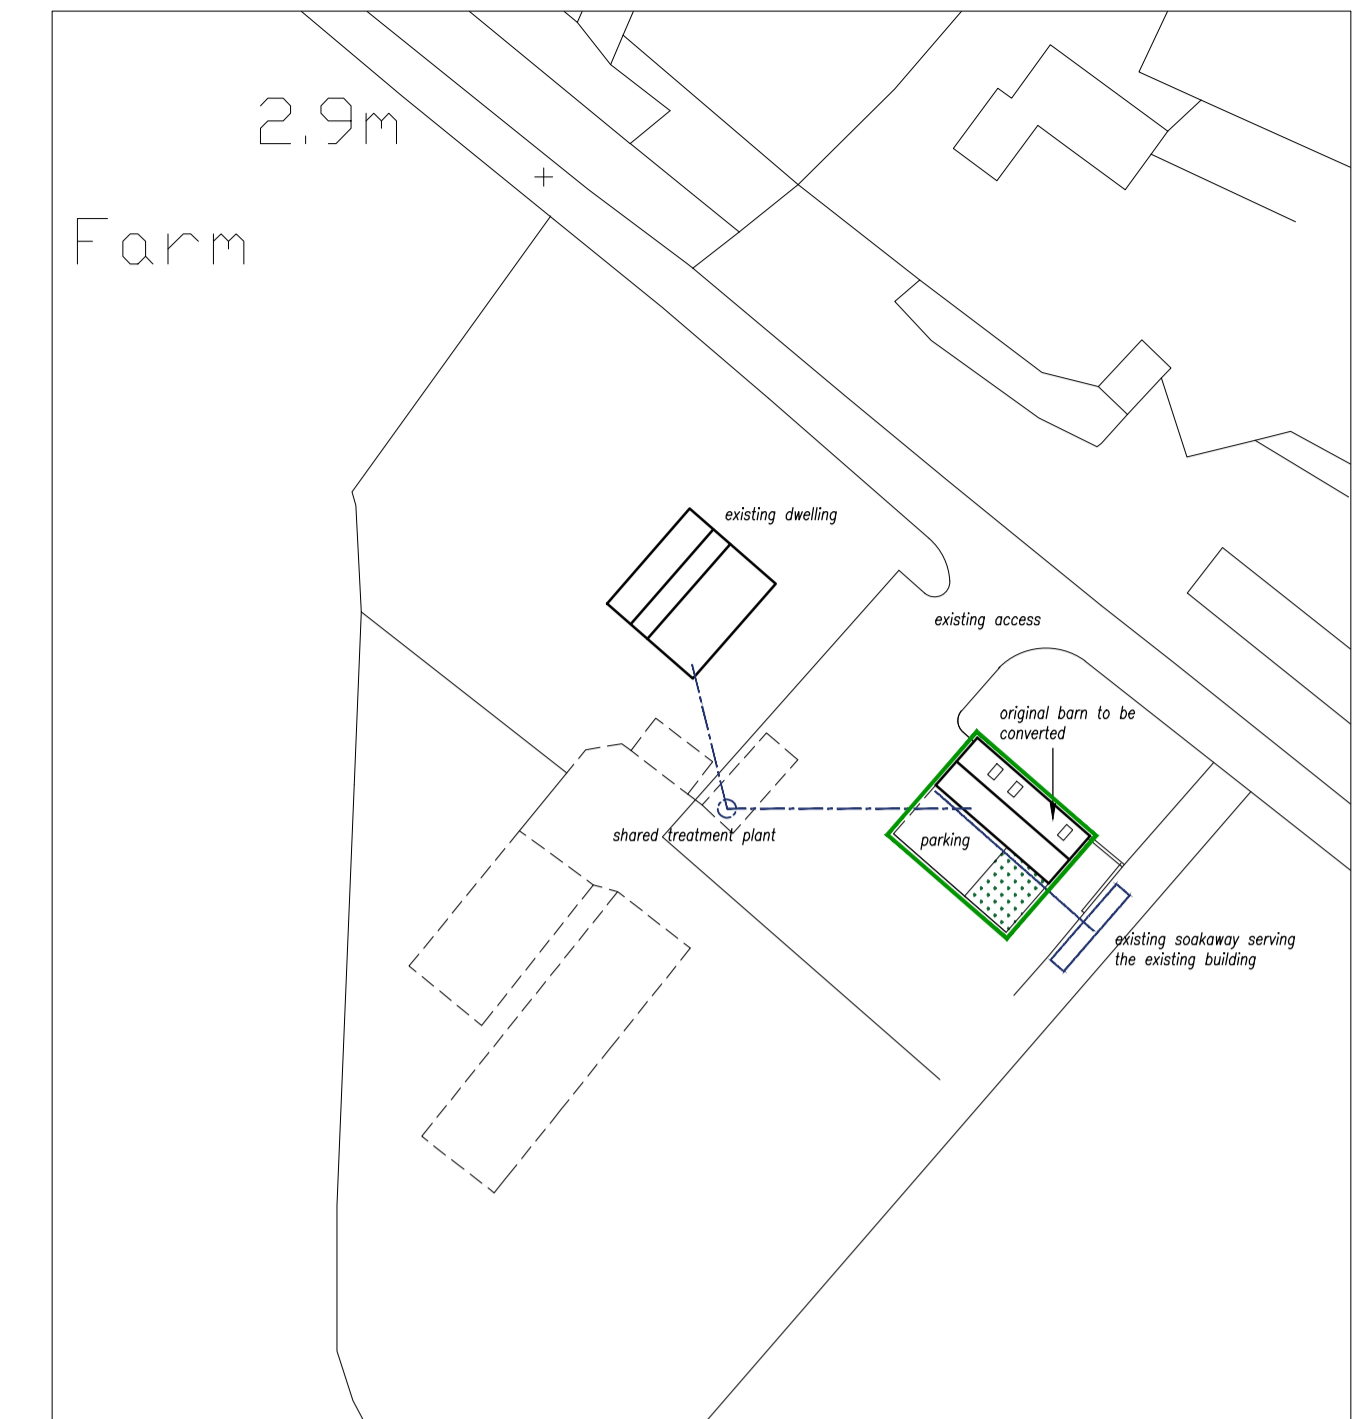 2.9m
Farm
existing dwelling
existing access
original barn to be
converted
shared treatment plant
parking
existing soakaway serving
the existing building